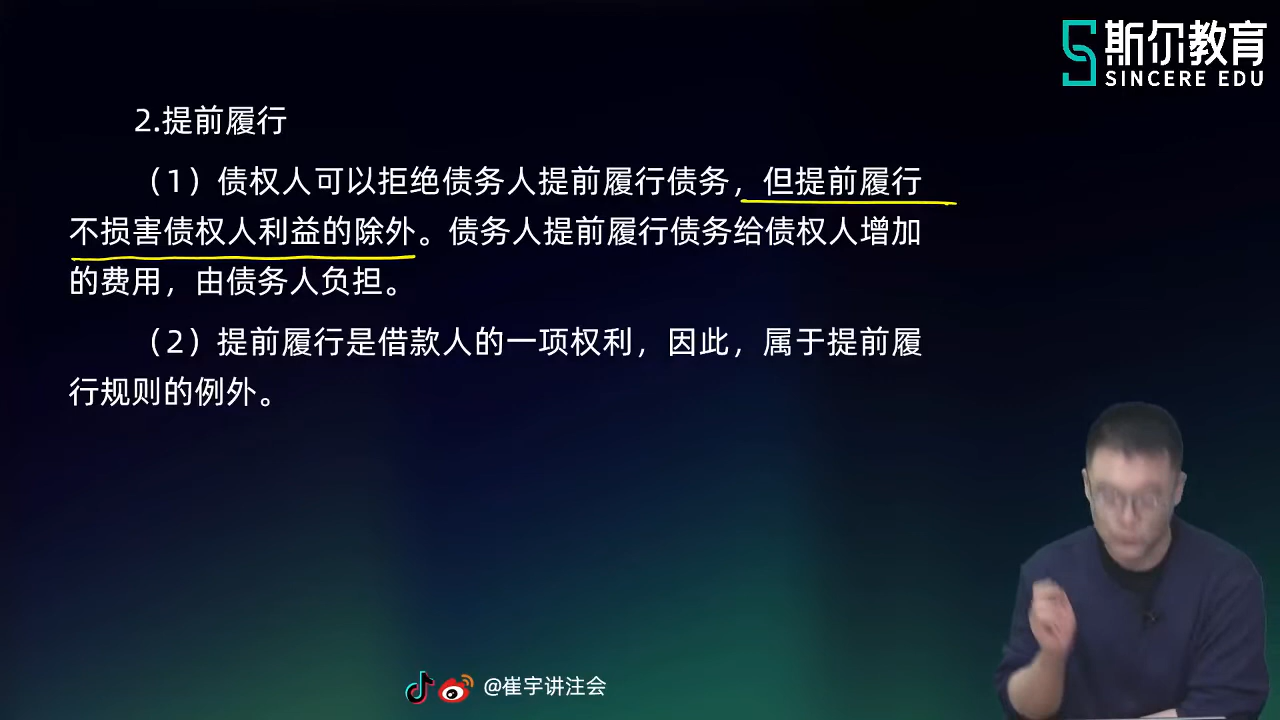 斯尔教育
SINCERE EDU
2.提前履行
（1）债权人可以拒绝债务人提前履行债务，但提前履行
不损害债权人利益的除外。债务人提前履行债务给债权人增加
的费用，由债务人负担。
（2）提前履行是借款人的一项权利，因此，属于提前履
行规则的例外。
@崔宇讲注会